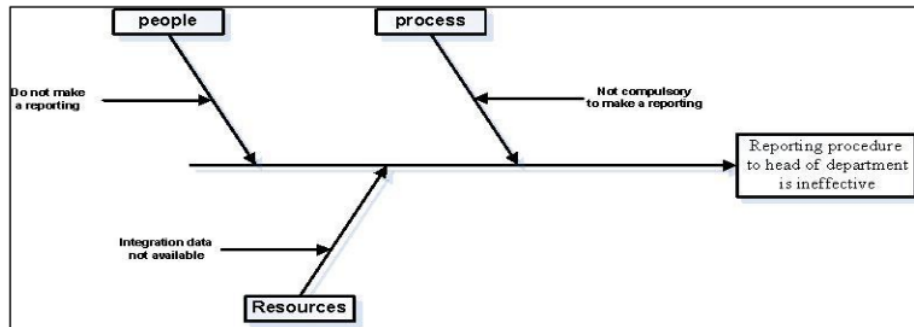 people
process
Do not make
a reporting
Not compulsory
to make a reporting
Reporting procedure
to head of department
is ineffective
Integration data
not available
Resources